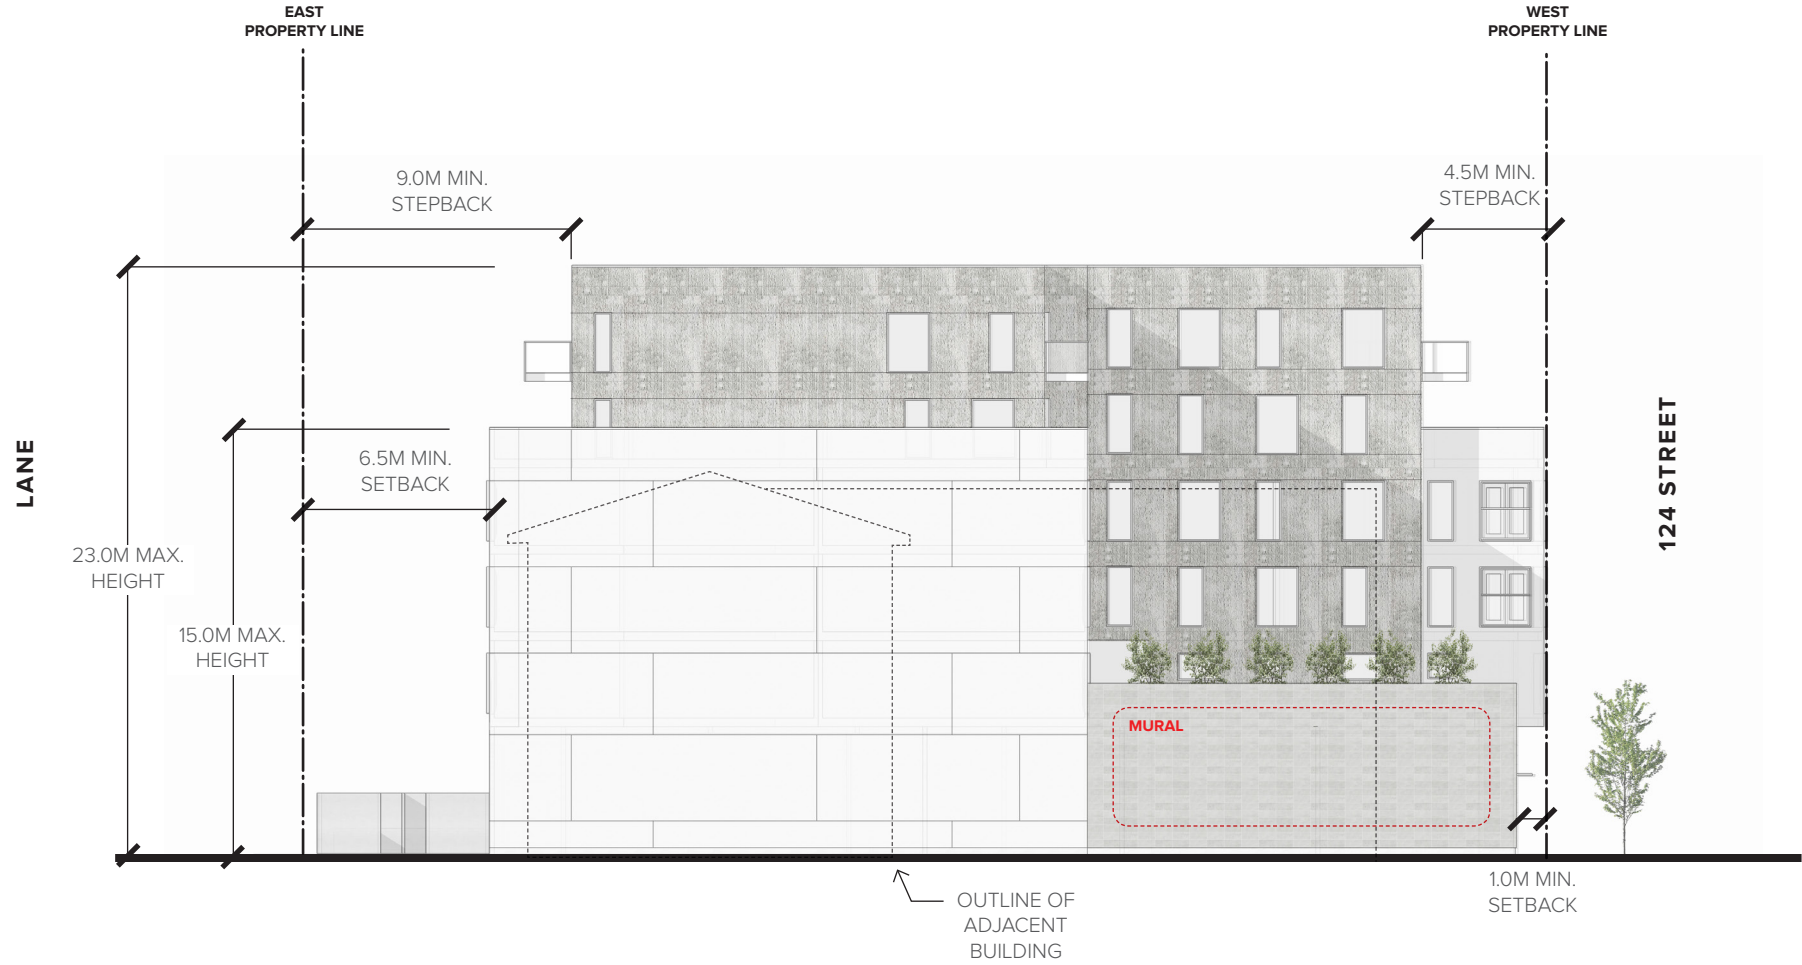 EAST
PROPERTY LINE
WEST
PROPERTY LINE
9.0M MIN.
STEPBACK
4.5M MIN.
STEPBACK
LANE
6.5M MIN.
SETBACK
124 STREET
23.0M MAX.
HEIGHT
15.0M MAX.
HEIGHT
MURAL
1.0M MIN.
SETBACK
OUTLINE OF
ADJACENT
BUILDING